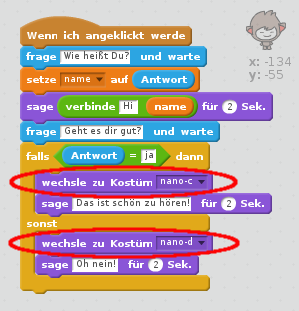 Wenn ich angeklickt werde
frage Wie heißt Du? und warte
setze name auf Antwort
sage verbinde Hi name für 2 Sek.
frage Geht es dir gut? und warte
falls Antwort = ja dann
wechsle zu Kostüm nano-c
sage Das ist schön zu hören! für 2 Sek.
sonst
wechsle zu Kostüm nano-d
sage Oh nein! für 2 Sek.
x: -134
y: -55